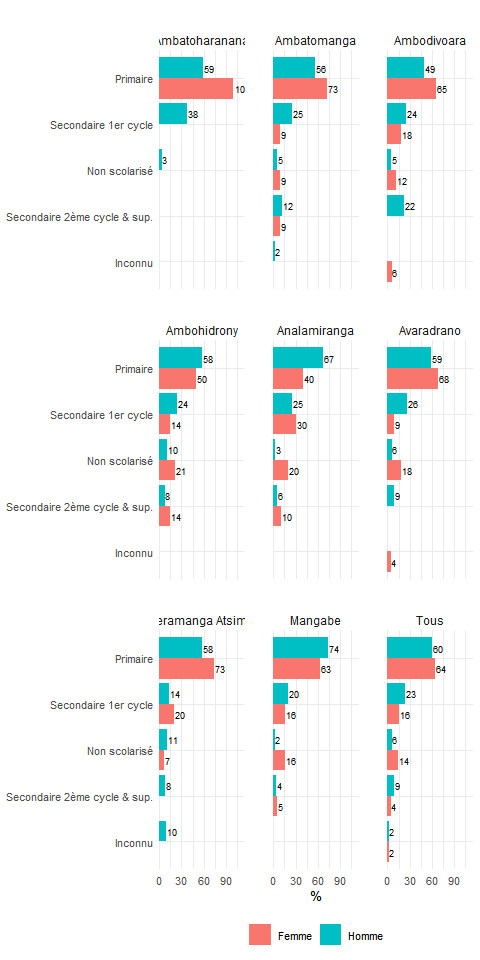 mbatoharanana Ambatomanga Ambodivoara
Primaire 59 10 56 73 49 65
Secondaire 1er cycle 38 25 9 24 18
Non scolarisé 3 5 9 5 12
Secondaire 2ème cycle & sup. 12 9 22
Inconnu 2 6
Ambohidrony Analamiranga Avaradrano
Primaire 58 50 67 40 59 68
Secondaire 1er cycle 24 14 25 30 26 9
Non scolarisé 10 21 3 20 6 18
Secondaire 2ème cycle & sup. 8 14 6 10 9
Inconnu 4
eramanga Atsim Mangabe Tous
Primaire 58 73 74 63 60 64
Secondaire 1er cycle 14 20 20 16 23 16
Non scolarisé 11 7 2 16 6 14
Secondaire 2ème cycle & sup. 8 4 5 9 4
Inconnu 10 2 2
0 30 60 90 0 30 60 90 0 30 60 90
%
Femme Homme